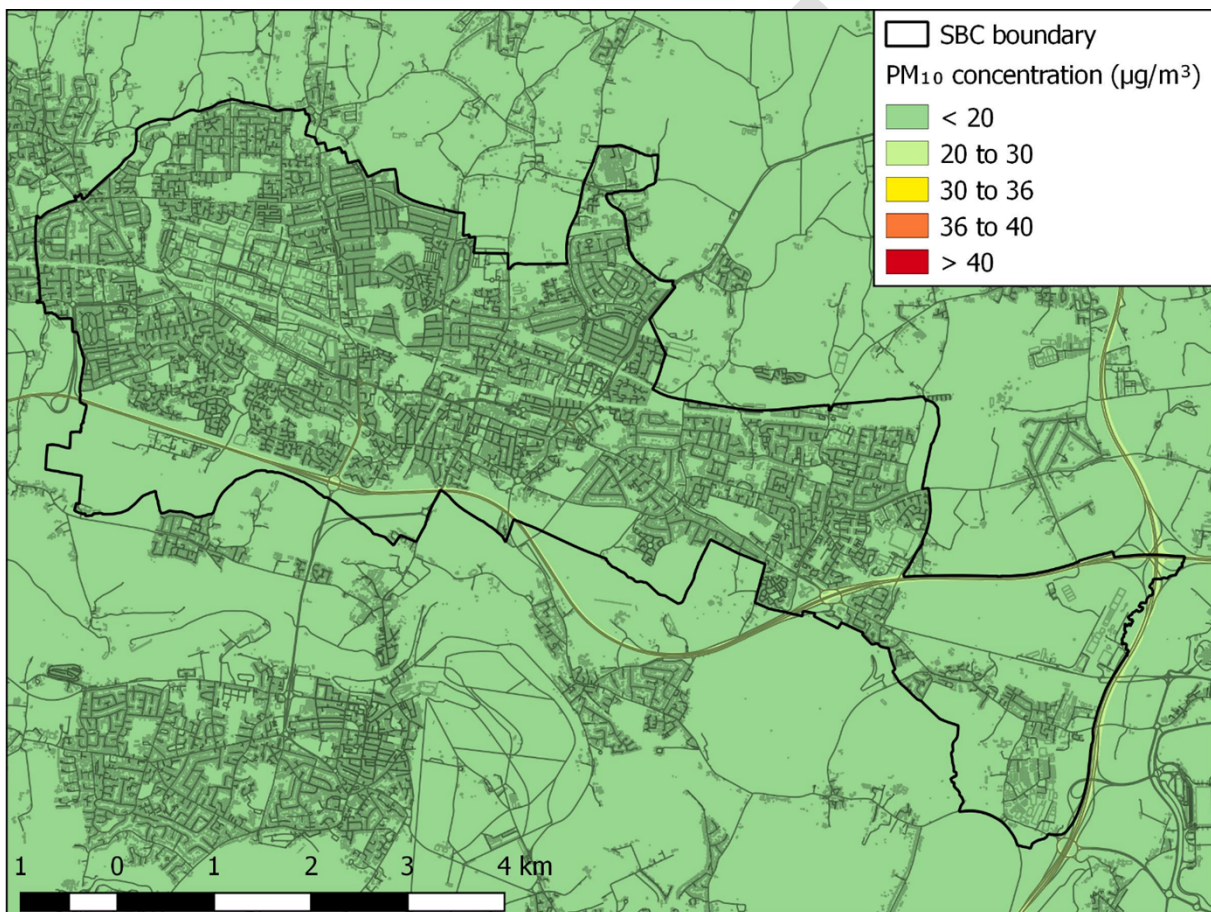 SBC boundary
PM₁₀ concentration (µg/m³)
< 20
20 to 30
30 to 36
36 to 40
> 40
1 0 1 2 3 4 km